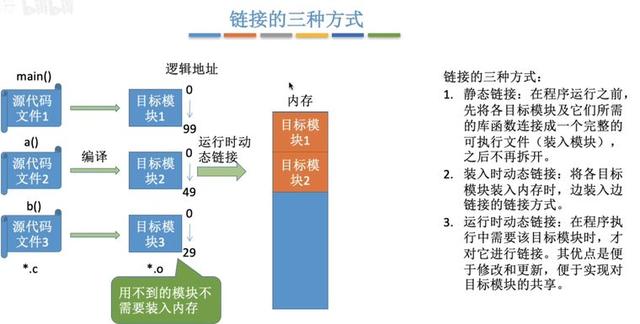 bilibili
链接的三种方式
main()
源代码
文件1
a()
源代码
文件2
b()
源代码
文件3
*.c
编译
逻辑地址
目标模
块1
0
99
目标模
块2
0
49
目标模
块3
0
29
*.o
用不到的模块不
需要装入内存
运行时动
态链接
内存
目标模
块1
目标模
块2
链接的三种方式:
1. 静态链接:在程序运行之前,
先将各目标模块及它们所需
的库函数连接成一个完整的
可执行文件(装入模块),
之后不再拆开。
2. 装入时动态链接:将各目标
模块装入内存时,边装入边
链接的链接方式。
3. 运行时动态链接:在程序执
行中需要该目标模块时,才
对它进行链接。其优点是便
于修改和更新,便于实现对
目标模块的共享。